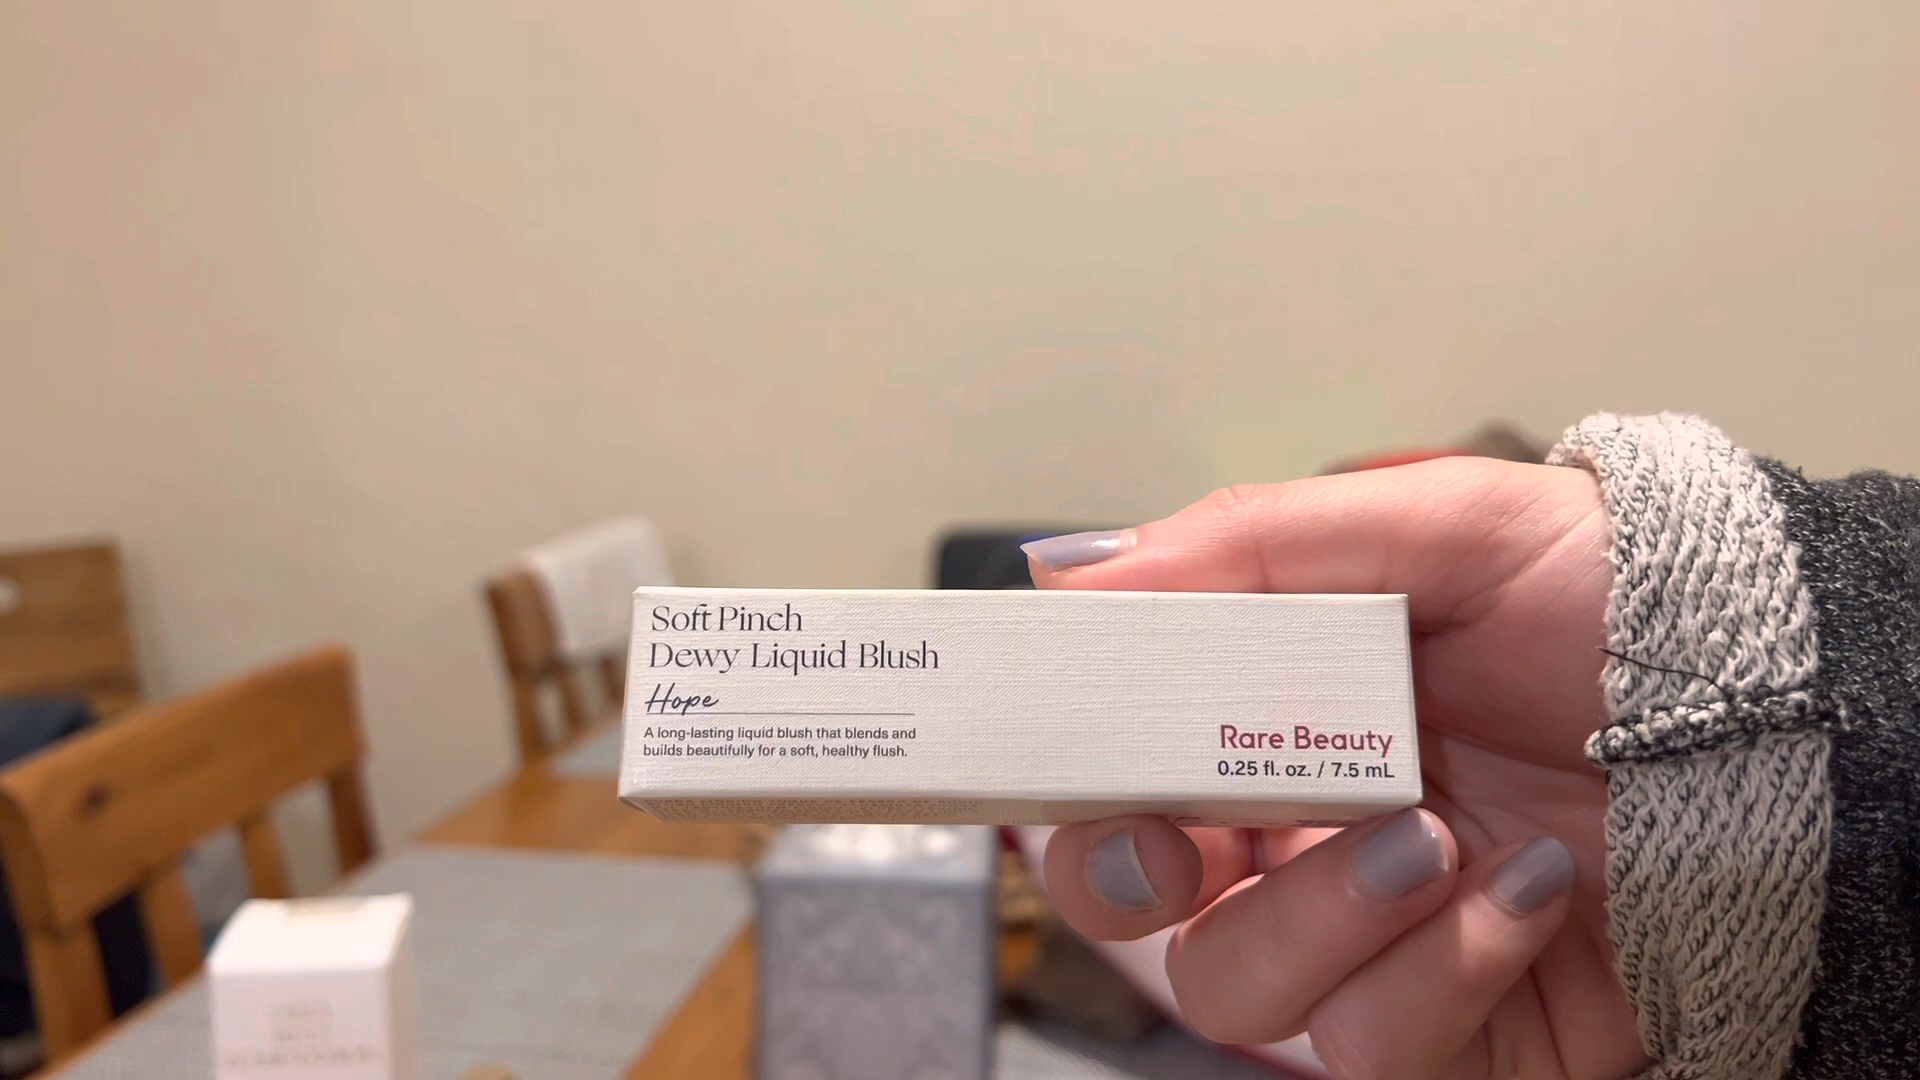 Soft Pinch
Dewy Liquid Blush
Hope
A long-lasting liquid blush that blends and
builds beautifully for a soft, healthy flush.
Rare Beauty
0.25 fl. oz. / 7.5 mL